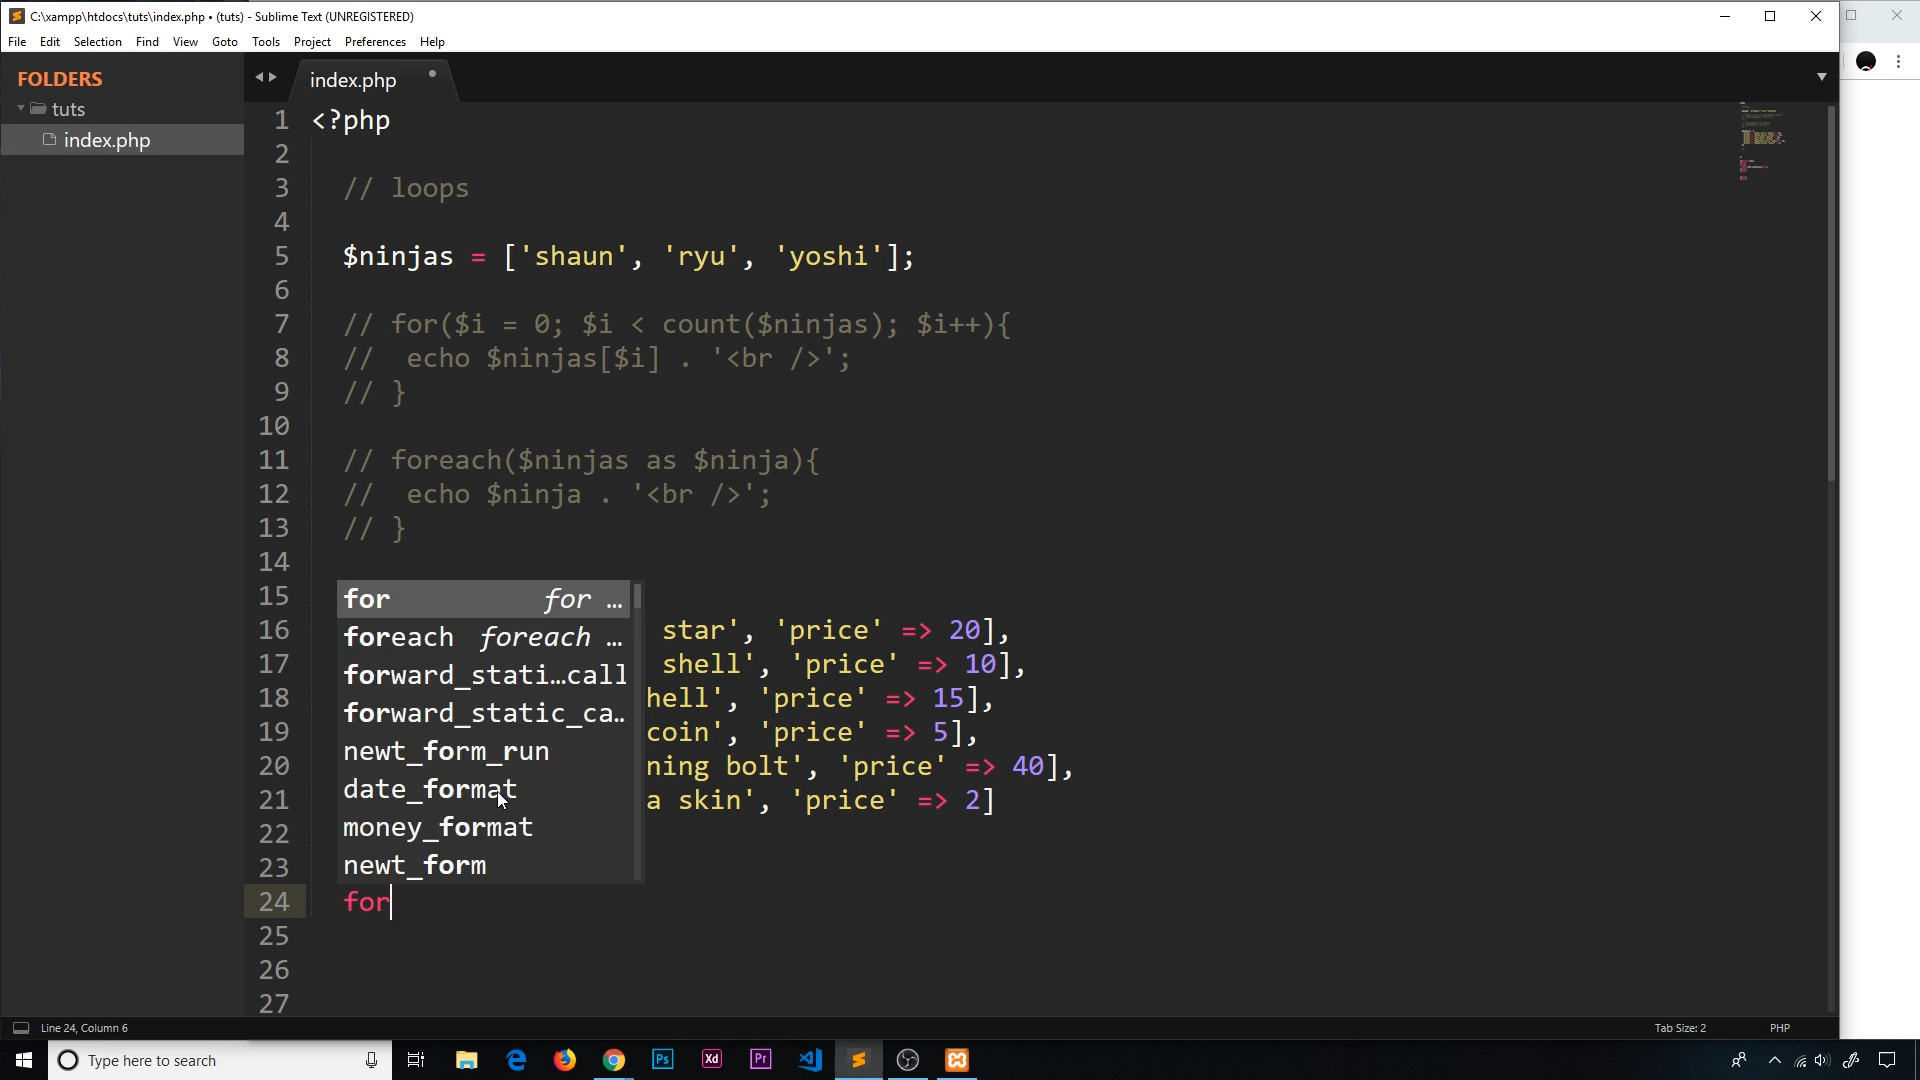 C:\xampp\htdocs\tuts\index.php • (tuts) - Sublime Text (UNREGISTERED)
File Edit Selection Find View Goto Tools Project Preferences Help
FOLDERS
tuts
index.php
index.php
1 <?php
2
3 // loops
4
5 $ninjas = ['shaun', 'ryu', 'yoshi'];
6
7 // for($i = 0; $i < count($ninjas); $i++){
8 //  echo $ninjas[$i] . '<br />';
9 // }
10
11 // foreach($ninjas as $ninja){
12 //  echo $ninja . '<br />';
13 // }
14
15 for for …
16 foreach foreach … star', 'price' => 20],
17 forward_stati…call shell', 'price' => 10],
18 forward_static_ca… hell', 'price' => 15],
19 newt_form_run coin', 'price' => 5],
20 date_format ning bolt', 'price' => 40],
21 money_format a skin', 'price' => 2]
22 newt_form
23
24 for
25
26
27
Line 24, Column 6 Tab Size: 2 PHP
Type here to search Ps Xd Pr